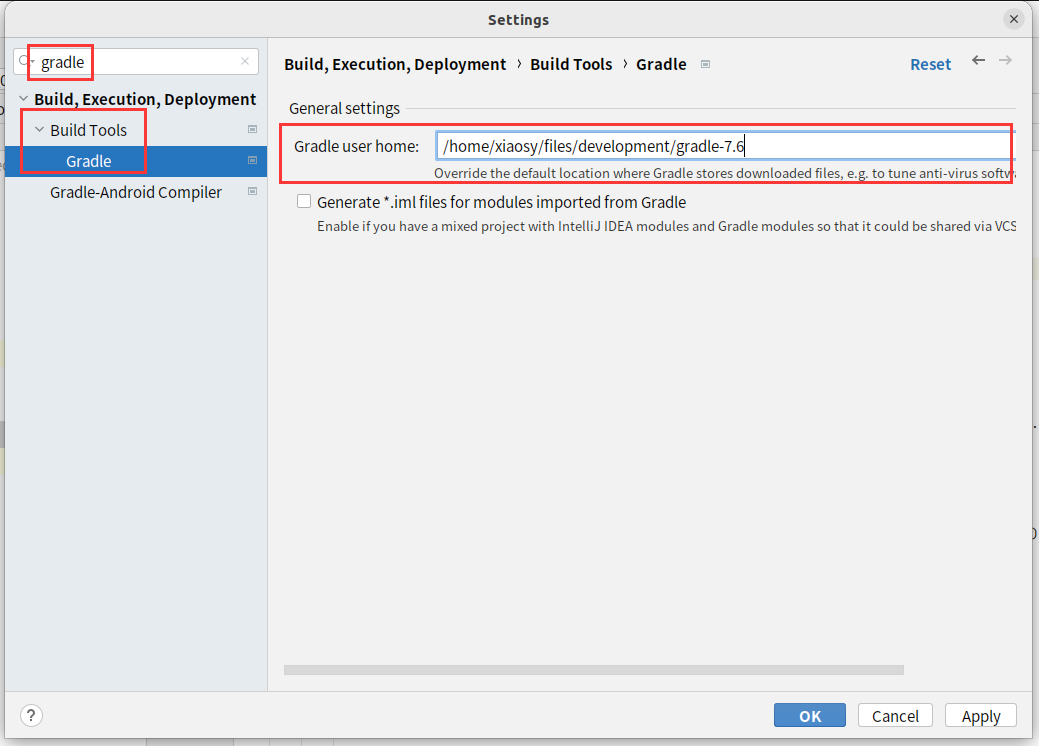 Settings
gradle
Build, Execution, Deployment
Build Tools
Gradle
Gradle-Android Compiler
Build, Execution, Deployment › Build Tools › Gradle
Reset
General settings
Gradle user home:
/home/xiaosy/files/development/gradle-7.6
Override the default location where Gradle stores downloaded files, e.g. to tune anti-virus softwa
Generate *.iml files for modules imported from Gradle
Enable if you have a mixed project with IntelliJ IDEA modules and Gradle modules so that it could be shared via VCS
?
OK
Cancel
Apply